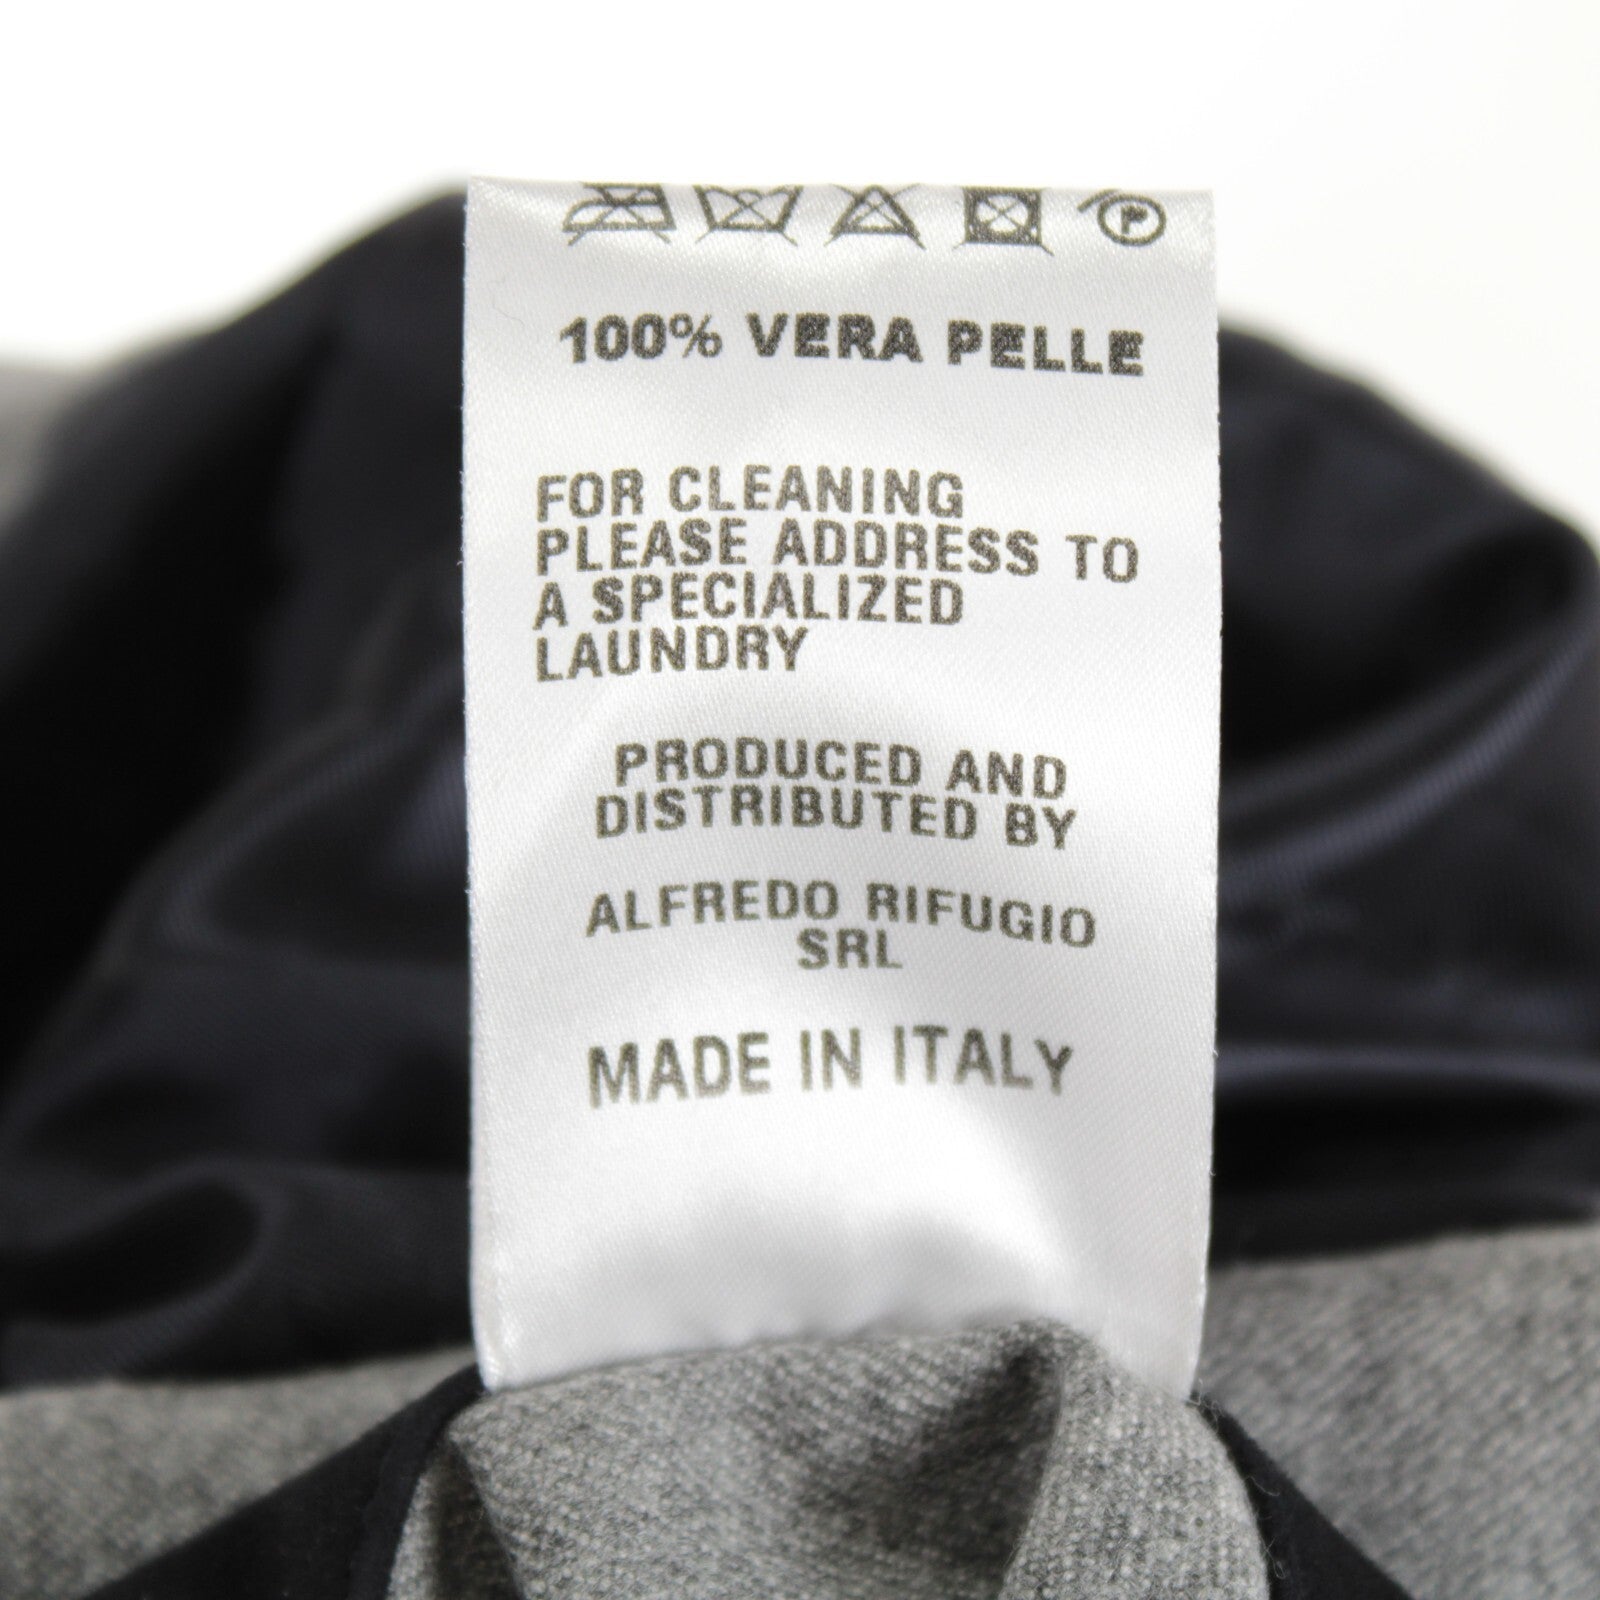 P
100% VERA PELLE
FOR CLEANING
PLEASE ADDRESS TO
A SPECIALIZED
LAUNDRY
PRODUCED AND
DISTRIBUTED BY
ALFREDO RIFUGIO
SRL
MADE IN ITALY